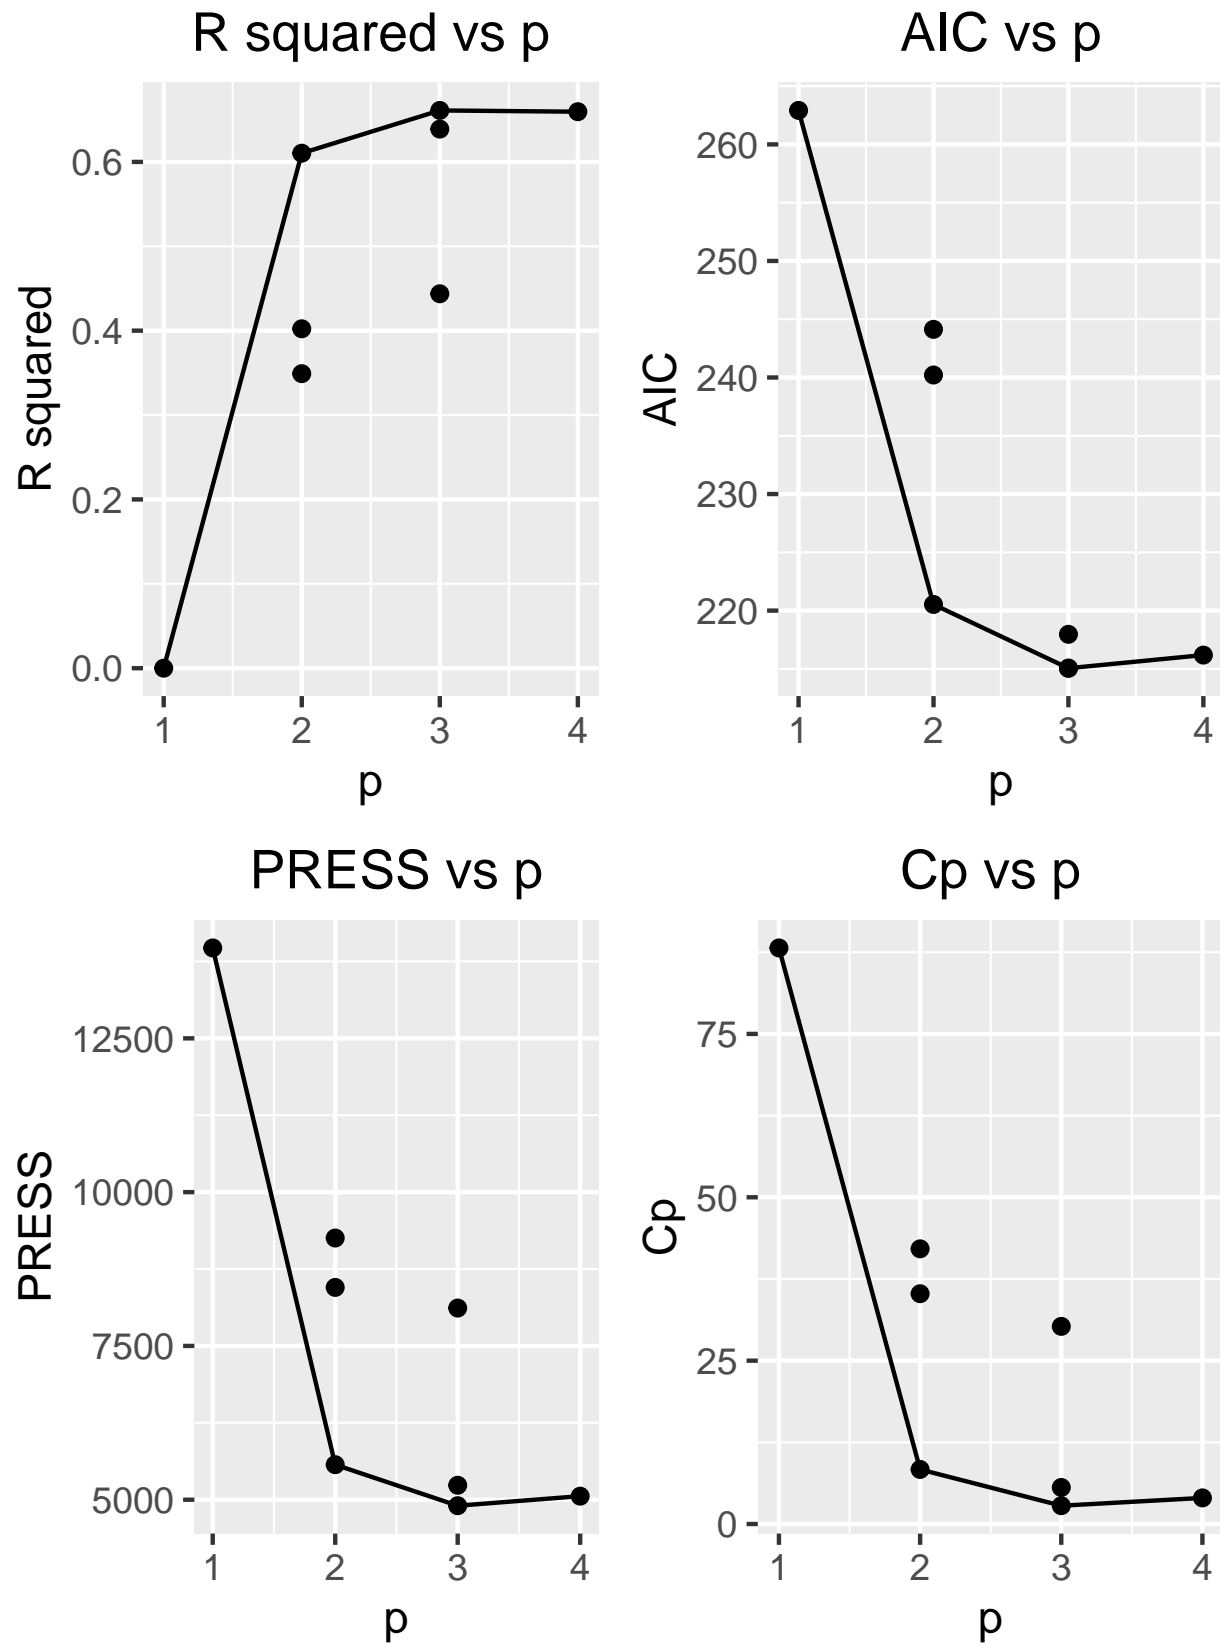 R squared vs p
R squared
0.6
0.4
0.2
0.0
1 2 3 4
p
AIC vs p
AIC
260
250
240
230
220
1 2 3 4
p
PRESS vs p
PRESS
12500
10000
7500
5000
1 2 3 4
p
Cp vs p
Cp
75
50
25
0
1 2 3 4
p